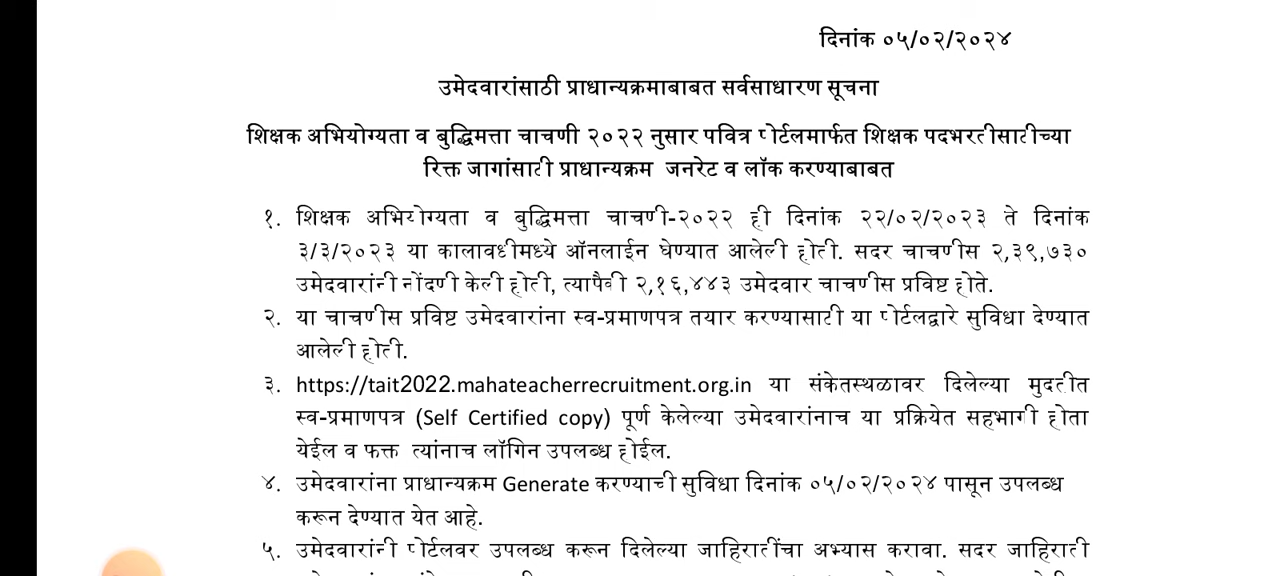 दिनांक ०५/०२/२०२४
उमेदवारांसाठी प्राधान्यक्रमाबाबत सर्वसाधारण सूचना
शिक्षक अभियोग्यता व बुद्धिमत्ता चाचणी २०२२ नुसार पवित्र पोर्टलमार्फत शिक्षक पदभरतीसाठीच्या
रिक्त जागांसाठी प्राधान्यक्रम जनरेट व लॉक करण्याबाबत
१. शिक्षक अभियोग्यता व बुद्धिमत्ता चाचणी-२०२२ ही दिनांक २२/०२/२०२३ ते दिनांक
३/३/२०२३ या कालावधीमध्ये ऑनलाईन घेण्यात आलेली होती. सदर चाचणीस २,३९,७३०
उमेदवारांनी नोंदणी केली होती, त्यापैकी २,१६,४४३ उमेदवार चाचणीस प्रविष्ट होते.
२. या चाचणीस प्रविष्ट उमेदवारांना स्व-प्रमाणपत्र तयार करण्यासाठी या पोर्टलद्वारे सुविधा देण्यात
आलेली होती.
३. https://tait2022.mahateacherrecruitment.org.in या संकेतस्थळावर दिलेल्या मुदतीत
स्व-प्रमाणपत्र (Self Certified copy) पूर्ण केलेल्या उमेदवारांनाच या प्रक्रियेत सहभागी होता
येईल व फक्त त्यांनाच लॉगिन उपलब्ध होईल.
४. उमेदवारांना प्राधान्यक्रम Generate करण्याची सुविधा दिनांक ०५/०२/२०२४ पासून उपलब्ध
करून देण्यात येत आहे.
५. उमेदवारांनी पोर्टलवर उपलब्ध करून दिलेल्या जाहिरातींचा अभ्यास करावा. सदर जाहिराती